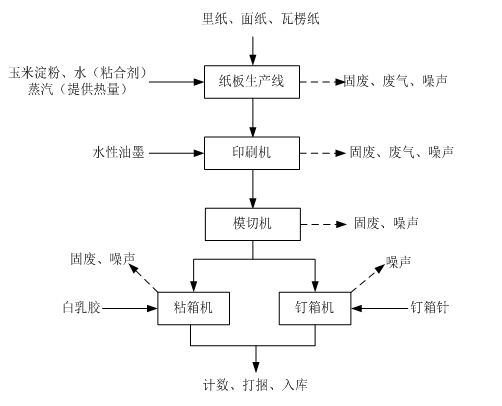 里纸、面纸、瓦楞纸
玉米淀粉、水（粘合剂）
蒸汽（提供热量）
纸板生产线
固废、废气、噪声
水性油墨
印刷机
固废、废气、噪声
模切机
固废、噪声
固废、噪声
噪声
白乳胶
粘箱机
钉箱机
钉箱针
计数、打捆、入库